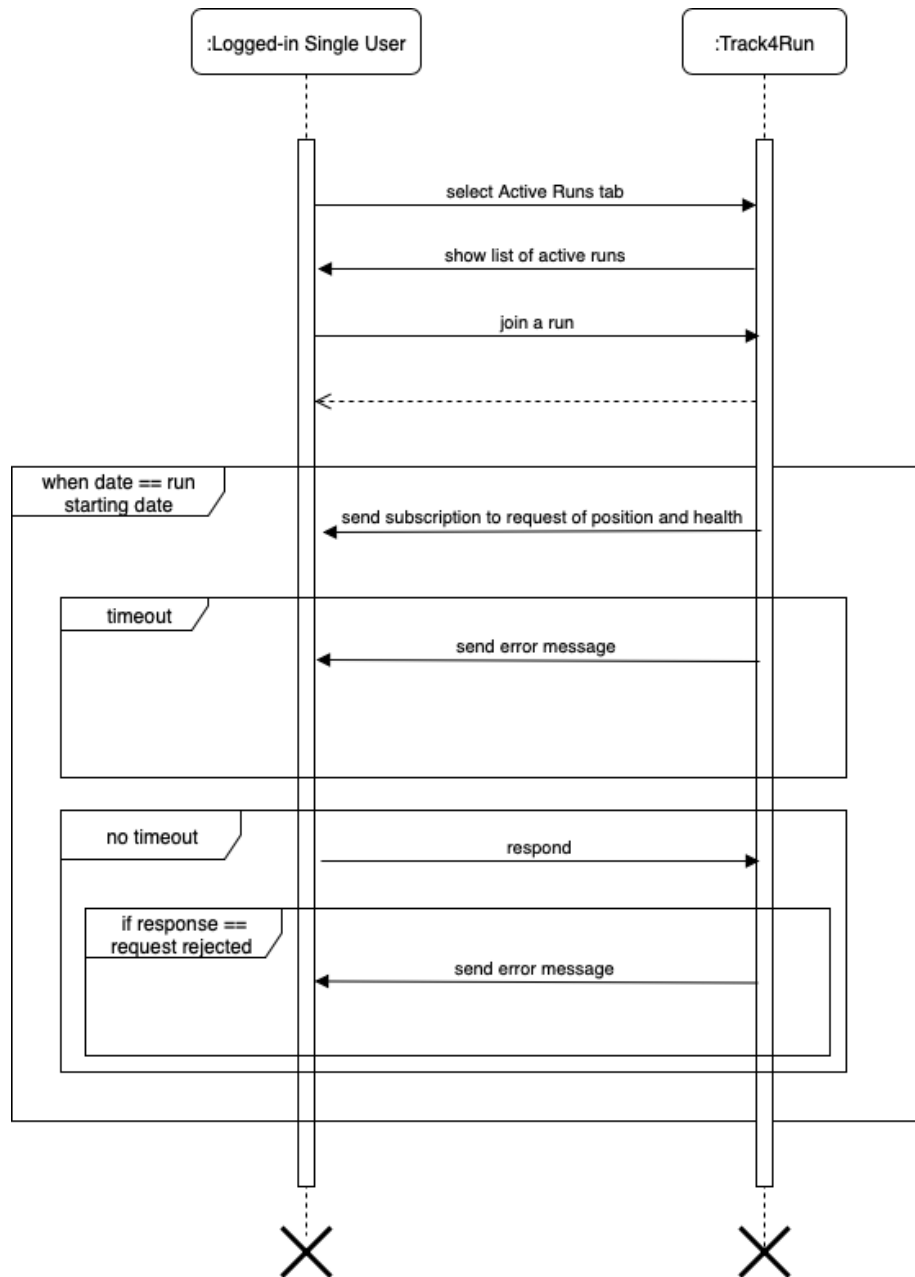 :Logged-in Single User
:Track4Run
select Active Runs tab
show list of active runs
join a run
when date == run
starting date
send subscription to request of position and health
timeout
send error message
no timeout
respond
if response ==
request rejected
send error message